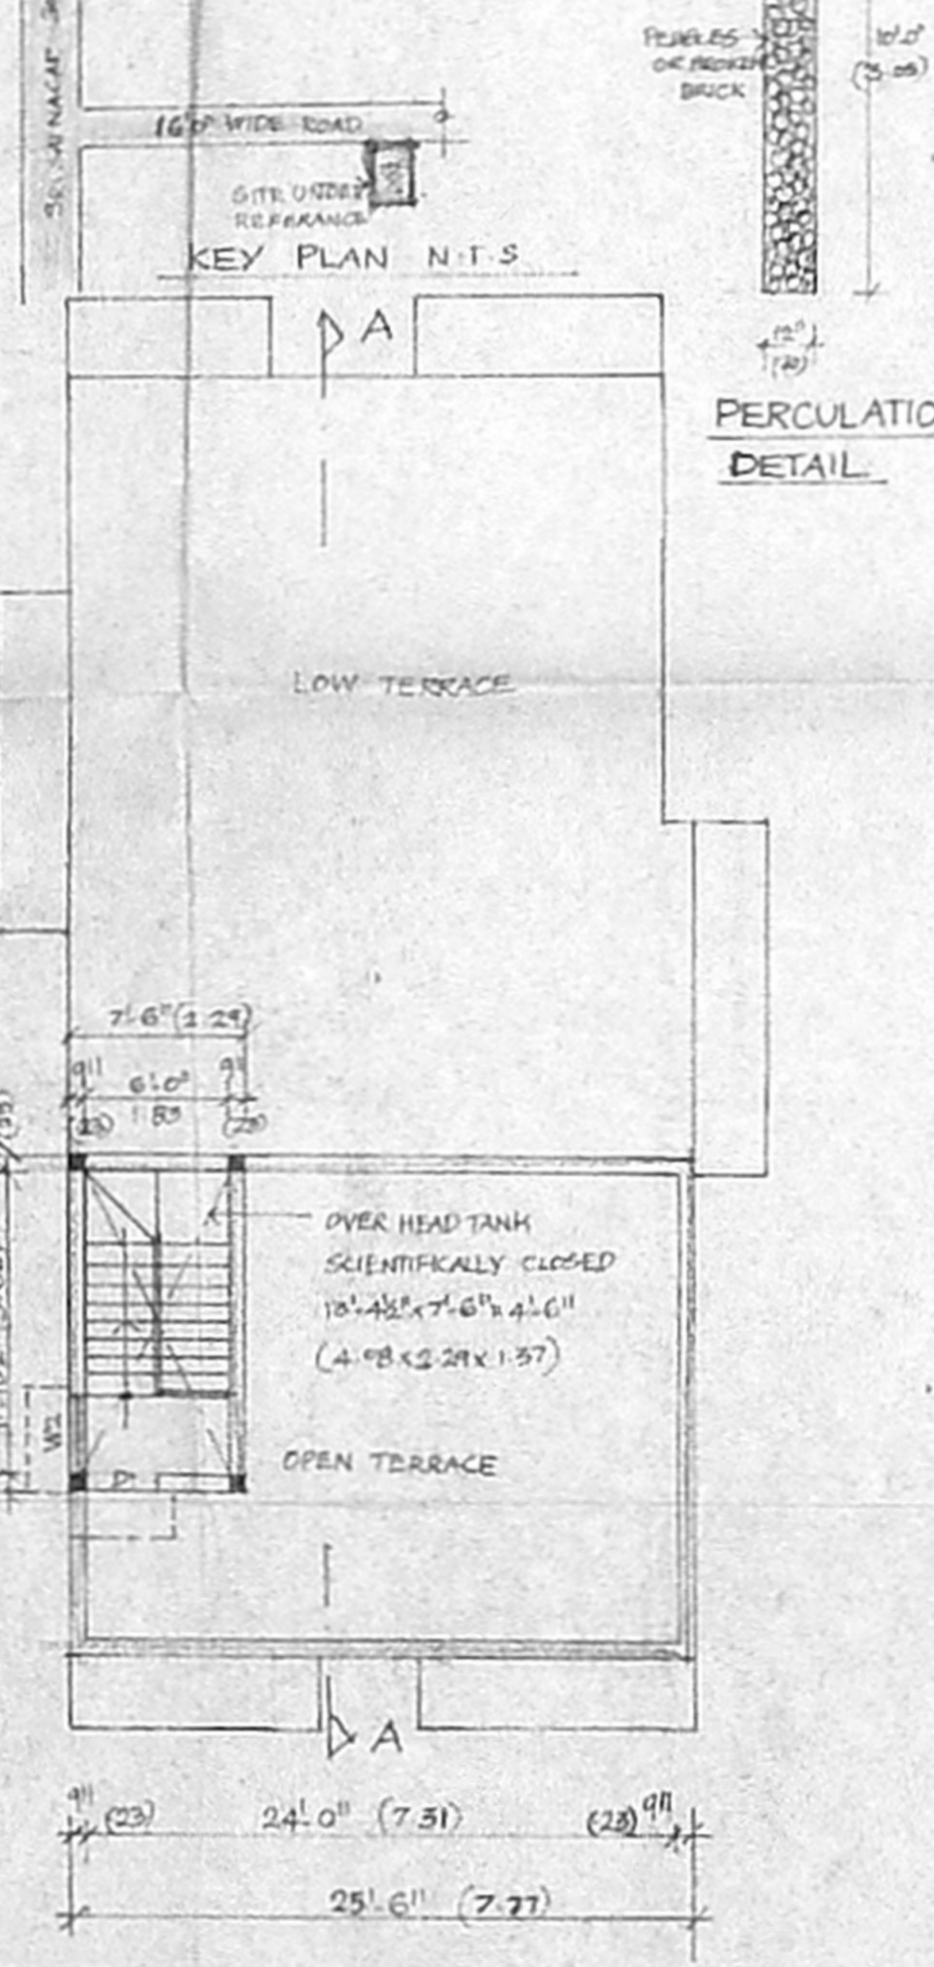 16'0" WIDE ROAD
SITE UNDER
REFERANCE
KEY PLAN N.T.S
PEBBLES
OR BROKEN
BRICK
10'.0"
(3.05)
12"
(30)
PERCULATIO
DETAIL
A
LOW TERRACE
7'-6" (2.29)
9" 6'-0" 9"
(23) 1.83 (23)
OVER HEAD TANK
SCIENTIFICALLY CLOSED
13'-4½" x 7'-6" x 4'-6"
(4.08 x 2.29 x 1.37)
W2
OPEN TERRACE
D
A
9" (23) 24'-0" (7.31) (23) 9"
25'-6" (7.77)